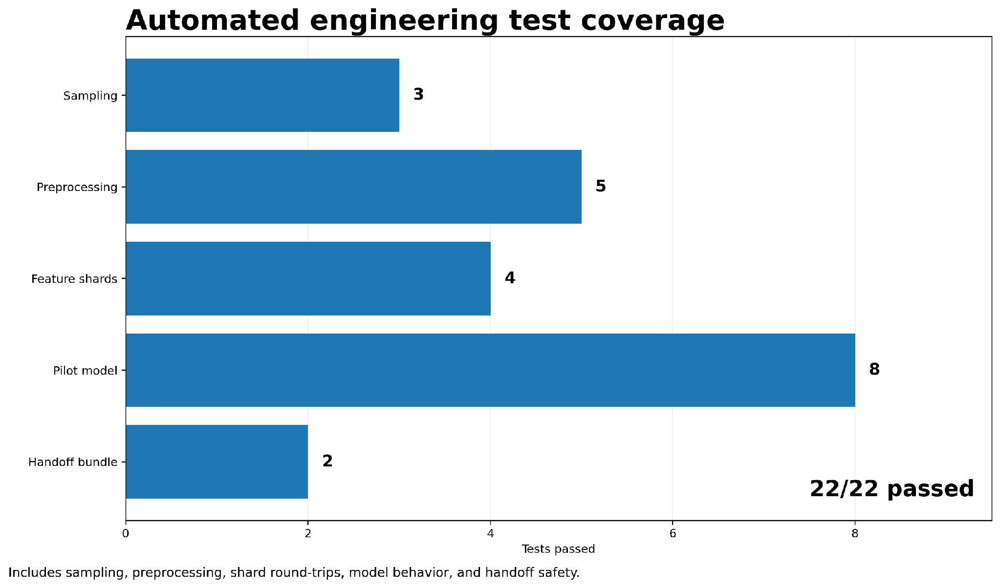 Automated engineering test coverage
Sampling
3
Preprocessing
5
Feature shards
4
Pilot model
8
Handoff bundle
2
22/22 passed
0 2 4 6 8
Tests passed
Includes sampling, preprocessing, shard round-trips, model behavior, and handoff safety.